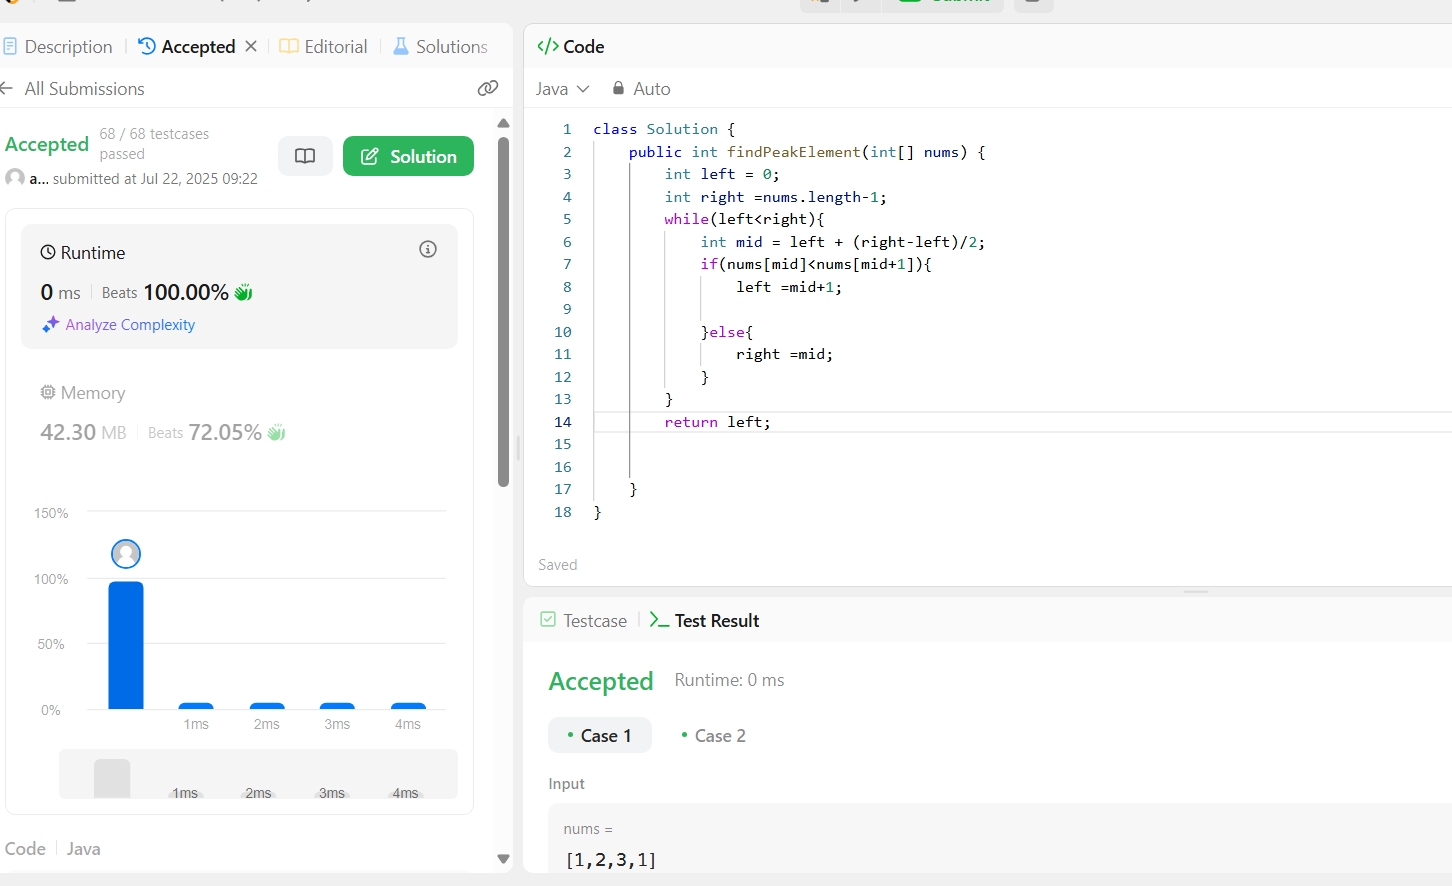 Description
Accepted
Editorial
Solutions
All Submissions
Accepted
68 / 68 testcases
passed
Solution
a... submitted at Jul 22, 2025 09:22
Runtime
0 ms
Beats 100.00%
Analyze Complexity
Memory
42.30 MB
Beats 72.05%
150%
100%
50%
0%
1ms 2ms 3ms 4ms
1ms 2ms 3ms 4ms
Code
Java
Code
Java
Auto
1 class Solution {
2 public int findPeakElement(int[] nums) {
3 int left = 0;
4 int right =nums.length-1;
5 while(left<right){
6 int mid = left + (right-left)/2;
7 if(nums[mid]<nums[mid+1]){
8 left =mid+1;
9
10 }else{
11 right =mid;
12 }
13 }
14 return left;
15
16
17 }
18 }
Saved
Testcase
Test Result
Accepted
Runtime: 0 ms
Case 1
Case 2
Input
nums =
[1,2,3,1]